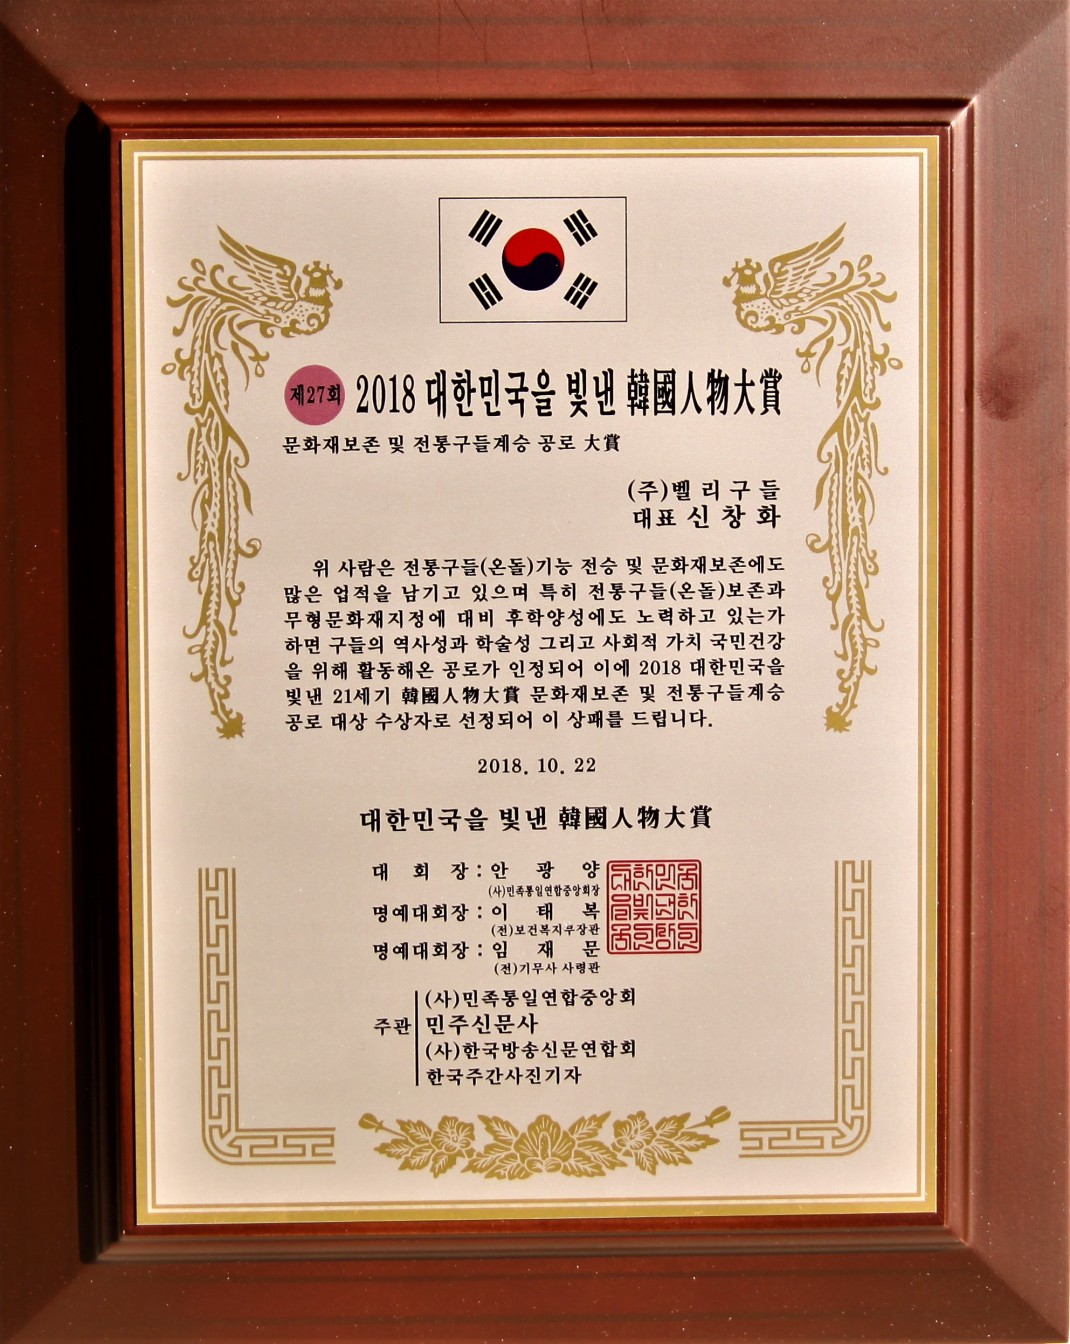 제27회 2018 대한민국을 빛낸 韓國人物大賞
문화재보존 및 전통구들계승 공로 大賞
(주)벨리구들
대표 신창화
위 사람은 전통구들(온돌)기능 전승 및 문화재보존에도
많은 업적을 남기고 있으며 특히 전통구들(온돌)보존과
무형문화재지정에 대비 후학양성에도 노력하고 있는가
하면 구들의 역사성과 학술성 그리고 사회적 가치 국민건강
을 위해 활동해온 공로가 인정되어 이에 2018 대한민국을
빛낸 21세기 韓國人物大賞 문화재보존 및 전통구들계승
공로 대상 수상자로 선정되어 이 상패를 드립니다.
2018. 10. 22
대한민국을 빛낸 韓國人物大賞
대 회 장 : 안 광 양
(사)민족통일연합중앙회장
명예대회장 : 이 태 복
(전)보건복지부장관
명예대회장 : 임 재 문
(전)기무사 사령관
주관
(사)민족통일연합중앙회
민주신문사
(사)한국방송신문연합회
한국주간사진기자